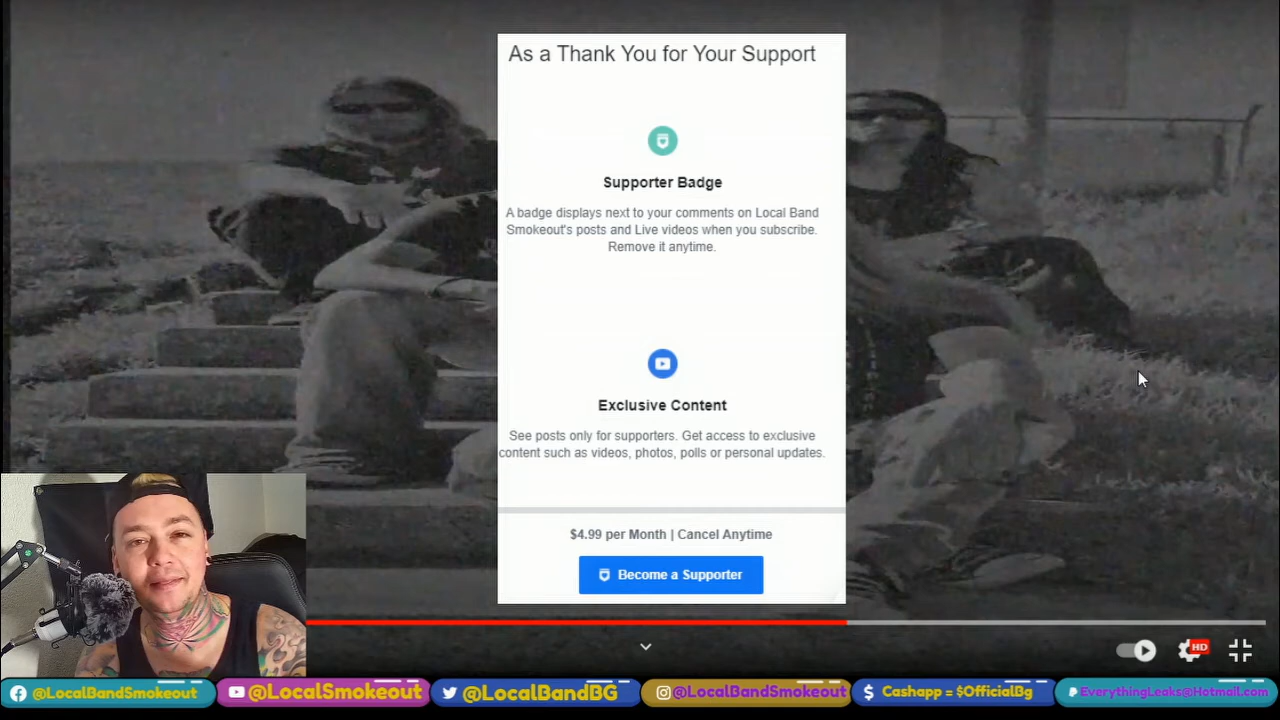 As a Thank You for Your Support
Supporter Badge
A badge displays next to your comments on Local Band
Smokeout's posts and Live videos when you subscribe.
Remove it anytime.
Exclusive Content
See posts only for supporters. Get access to exclusive
content such as videos, photos, polls or personal updates.
$4.99 per Month | Cancel Anytime
Become a Supporter
HD
@LocalBandSmokeout
@LocalSmokeout
@LocalBandBG
@LocalBandSmokeout
$ Cashapp = $OfficialBg
EverythingLeaks@Hotmail.com